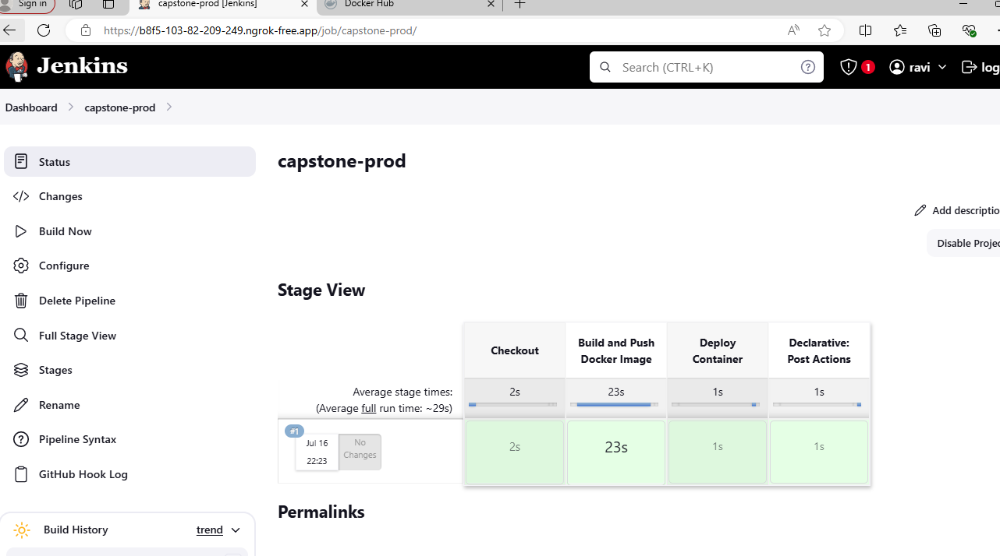 Sign in
capstone-prod [Jenkins]
Docker Hub
https://b8f5-103-82-209-249.ngrok-free.app/job/capstone-prod/
Jenkins
Search (CTRL+K)
1
ravi
log
Dashboard
capstone-prod
Status
Changes
Build Now
Configure
Delete Pipeline
Full Stage View
Stages
Rename
Pipeline Syntax
GitHub Hook Log
Build History
trend
capstone-prod
Add descriptio
Disable Projec
Stage View
Checkout
Build and Push
Docker Image
Deploy
Container
Declarative:
Post Actions
Average stage times:
(Average full run time: ~29s)
2s
23s
1s
1s
#1
Jul 16
22:23
No
Changes
2s
23s
1s
1s
Permalinks